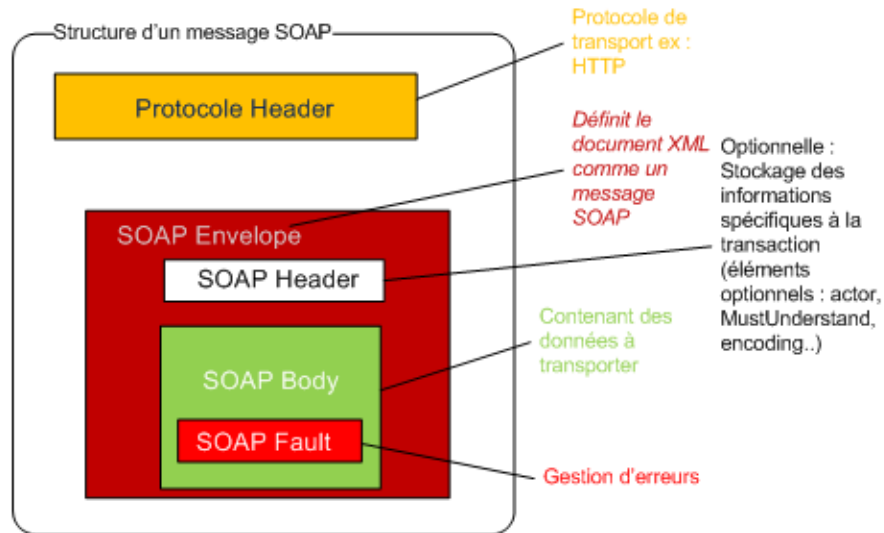 Structure d'un message SOAP
Protocole Header
Protocole de
transport ex :
HTTP
SOAP Envelope
Définit le
document XML
comme un
message
SOAP
SOAP Header
Optionnelle :
Stockage des
informations
spécifiques à la
transaction
(éléments
optionnels : actor,
MustUnderstand,
encoding..)
SOAP Body
Contenant des
données à
transporter
SOAP Fault
Gestion d'erreurs